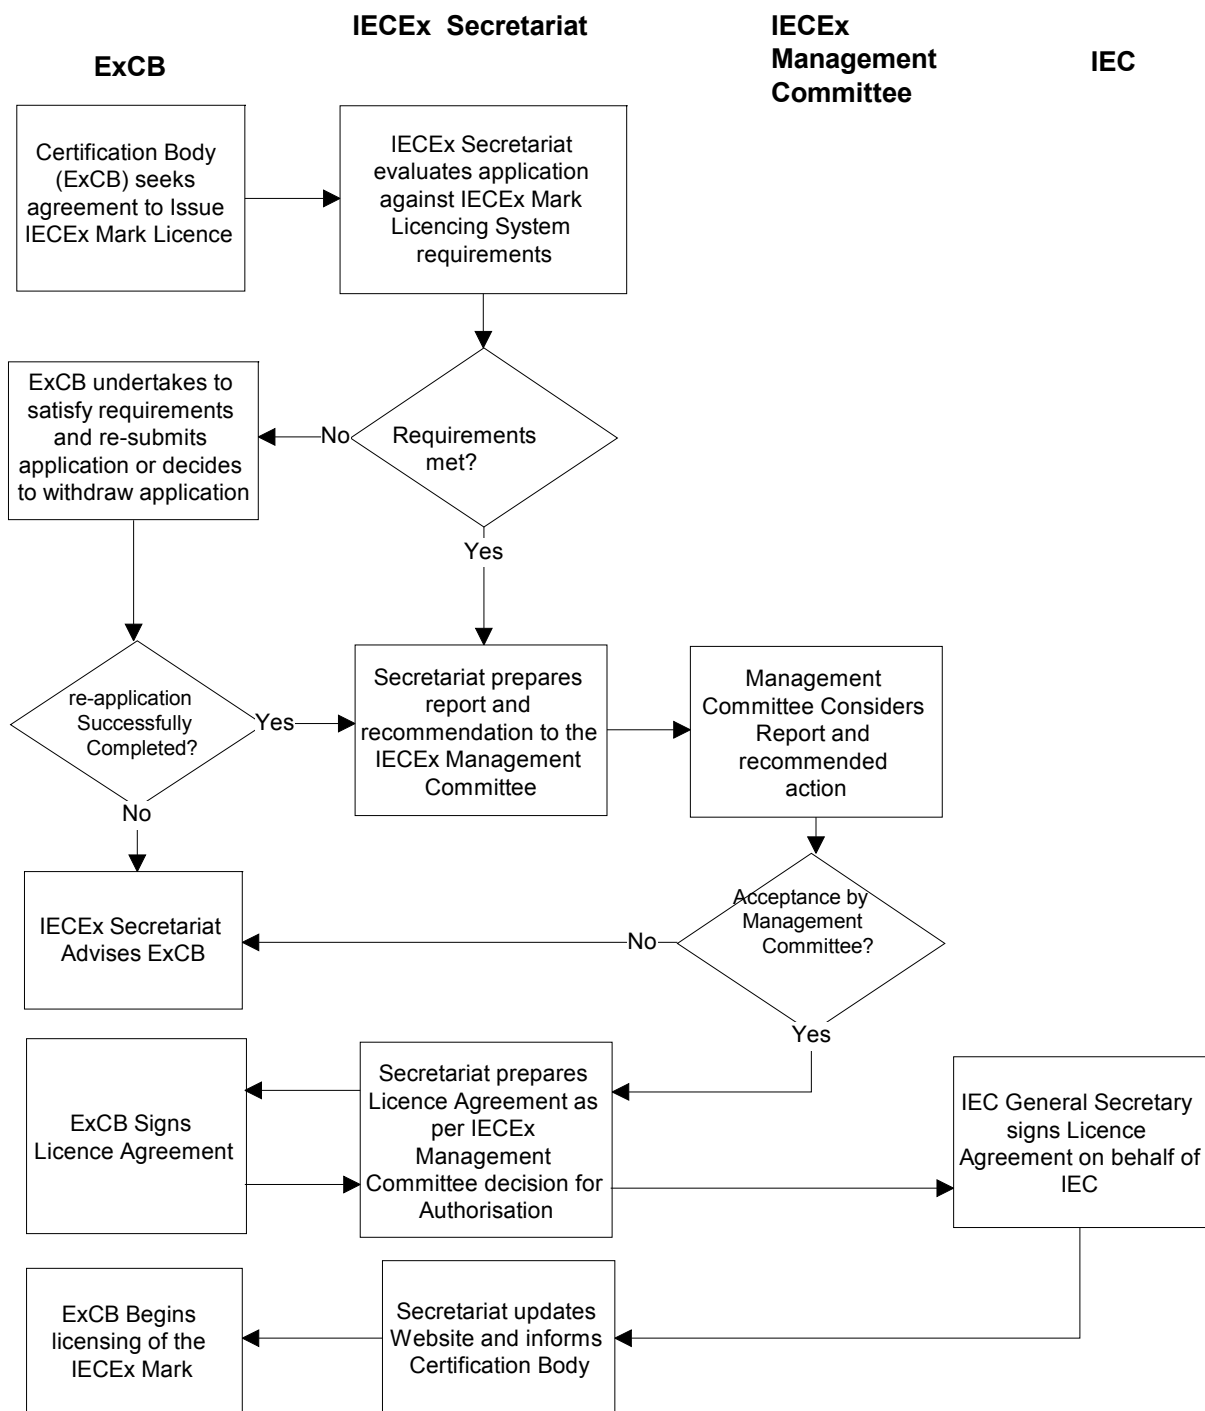 ExCB
IECEx Secretariat
IECEx
Management
Committee
IEC
Certification Body
(ExCB) seeks
agreement to Issue
IECEx Mark Licence
IECEx Secretariat
evaluates application
against IECEx Mark
Licencing System
requirements
ExCB undertakes to
satisfy requirements
and re-submits
application or decides
to withdraw application
No
Requirements
met?
Yes
re-application
Successfully
Completed?
Yes
No
Secretariat prepares
report and
recommendation to the
IECEx Management
Committee
Management
Committee Considers
Report and
recommended
action
IECEx Secretariat
Advises ExCB
No
Acceptance by
Management
Committee?
Yes
ExCB Signs
Licence Agreement
Secretariat prepares
Licence Agreement as
per IECEx
Management
Committee decision for
Authorisation
IEC General Secretary
signs Licence
Agreement on behalf of
IEC
ExCB Begins
licensing of the
IECEx Mark
Secretariat updates
Website and informs
Certification Body